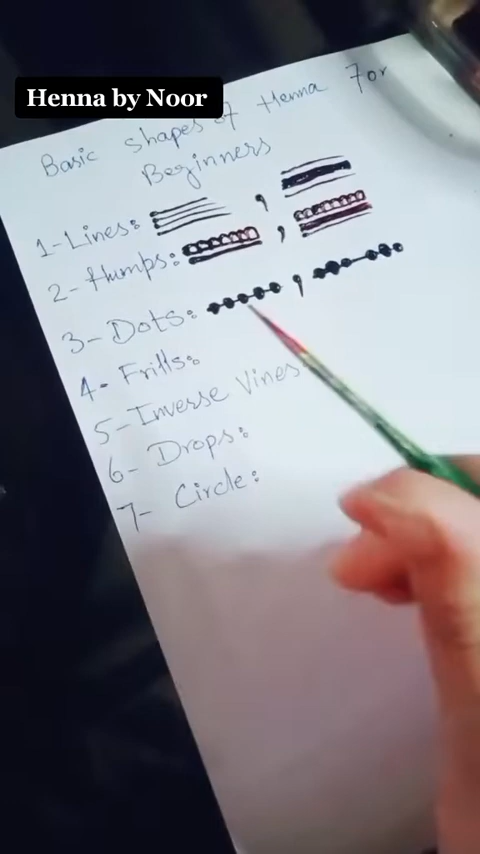 Henna by Noor
Basic shapes of Henna For
Beginners
1-Lines: ,
2-Humps: ,
3-Dots: ,
4-Frills:
5-Inverse Vines
6-Drops:
7- Circle: